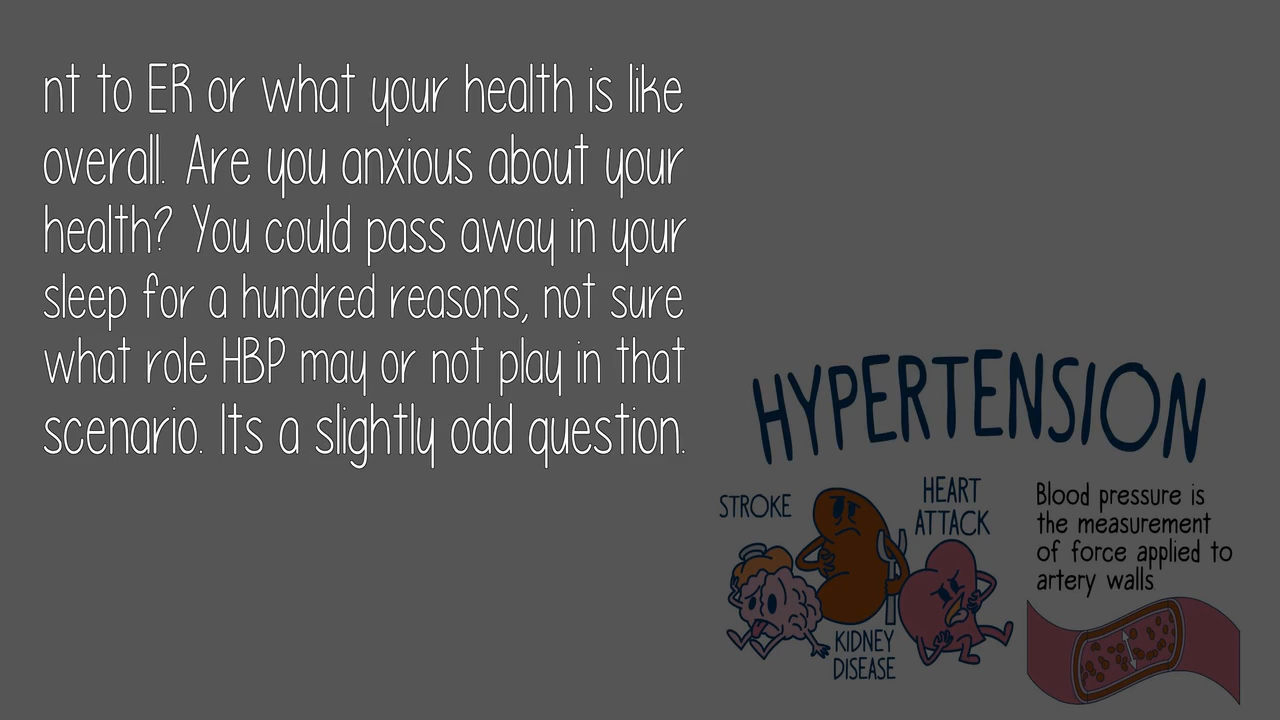 nt to ER or what your health is like
overall. Are you anxious about your
health? You could pass away in your
sleep for a hundred reasons, not sure
what role HBP may or not play in that
scenario. Its a slightly odd question.
HYPERTENSION
STROKE
HEART
ATTACK
KIDNEY
DISEASE
Blood pressure is
the measurement
of force applied to
artery walls